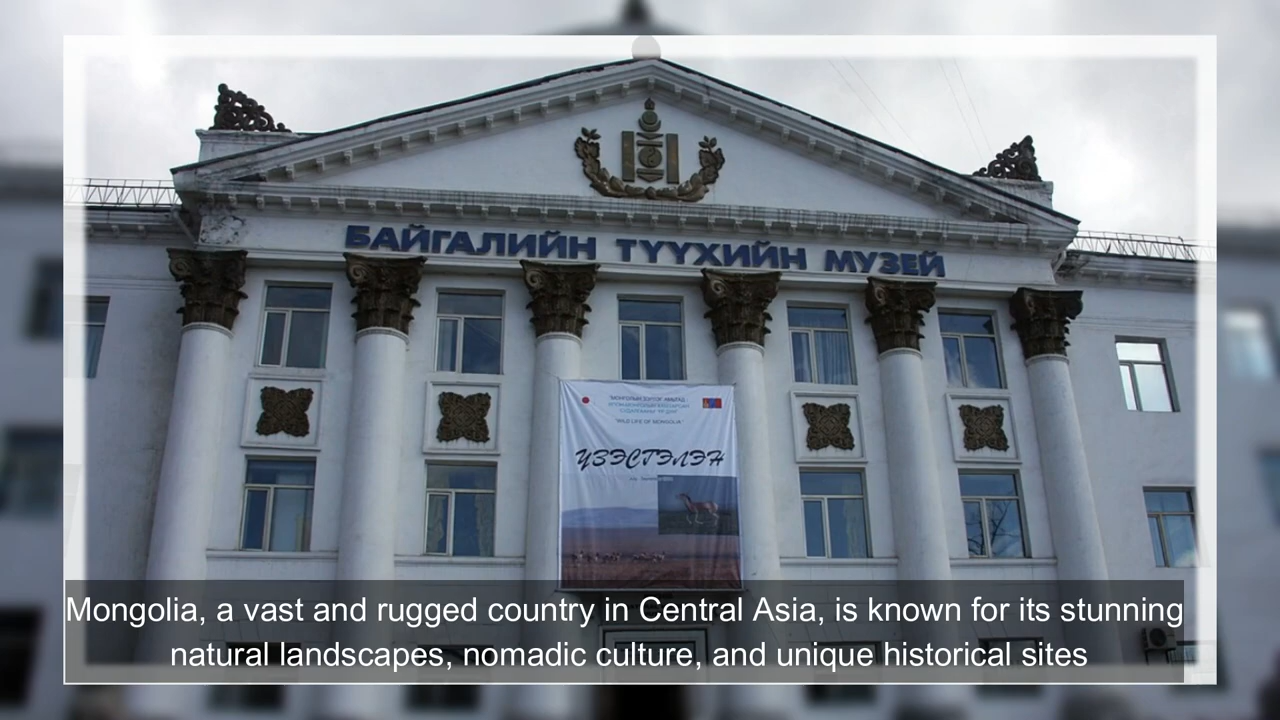 БАЙГАЛИЙН ТҮҮХИЙН МУЗЕЙ
"WILD LIFE OF MONGOLIA"
ҮЗЭСГЭЛЭН
Mongolia, a vast and rugged country in Central Asia, is known for its stunning
natural landscapes, nomadic culture, and unique historical sites